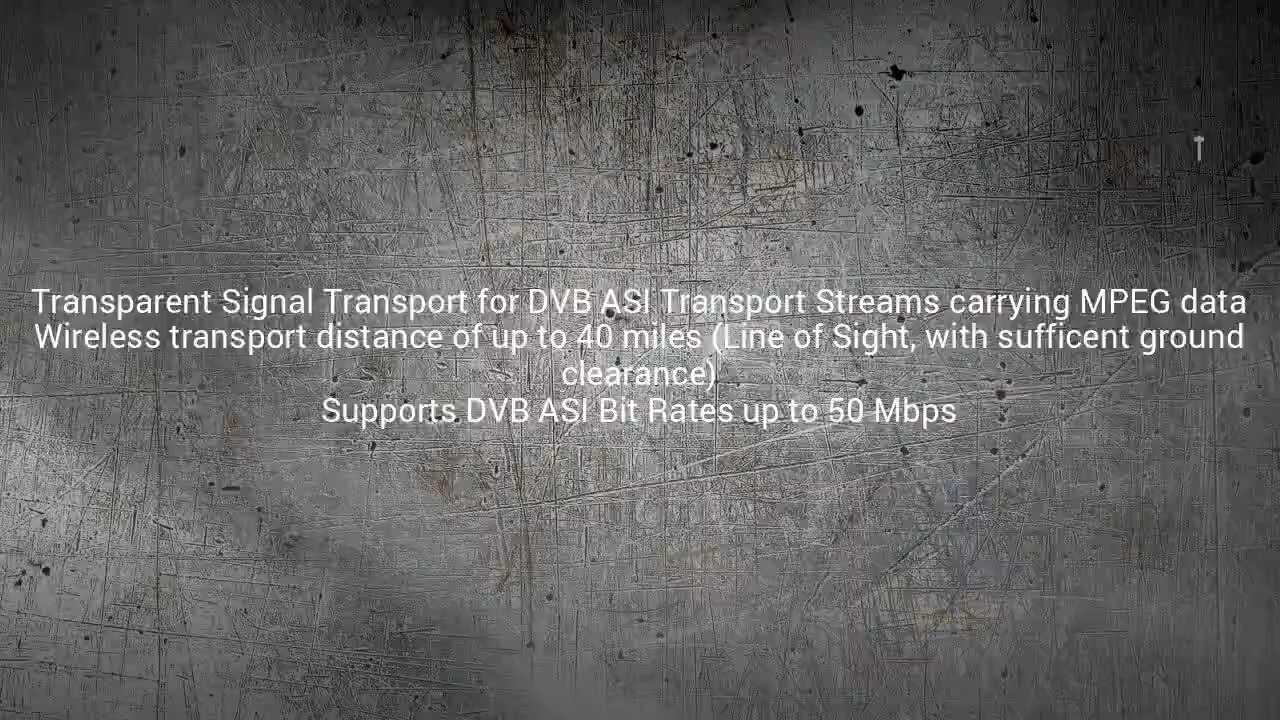 Transparent Signal Transport for DVB ASI Transport Streams carrying MPEG data
Wireless transport distance of up to 40 miles (Line of Sight, with sufficent ground
clearance)
Supports DVB ASI Bit Rates up to 50 Mbps